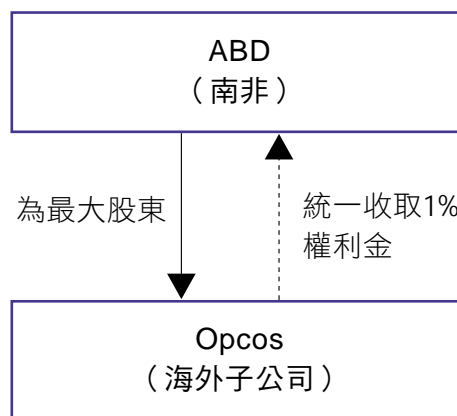 ABD
（南非）
為最大股東
統一收取1%
權利金
Opcos
（海外子公司）